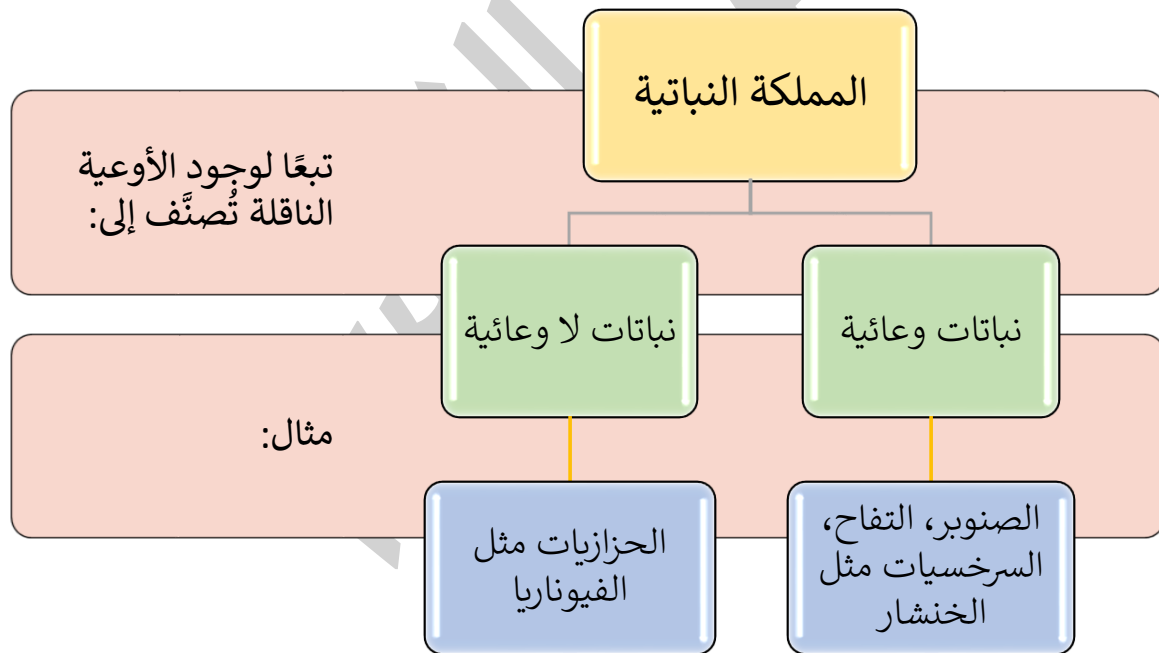 المملكة النباتية
تبعًا لوجود الأوعية
الناقلة تُصنَّف إلى:
نباتات وعائية
نباتات لا وعائية
مثال:
الصنوبر، التفاح،
السرخسيات مثل
الخنشار
الحزازيات مثل
الفيوناريا